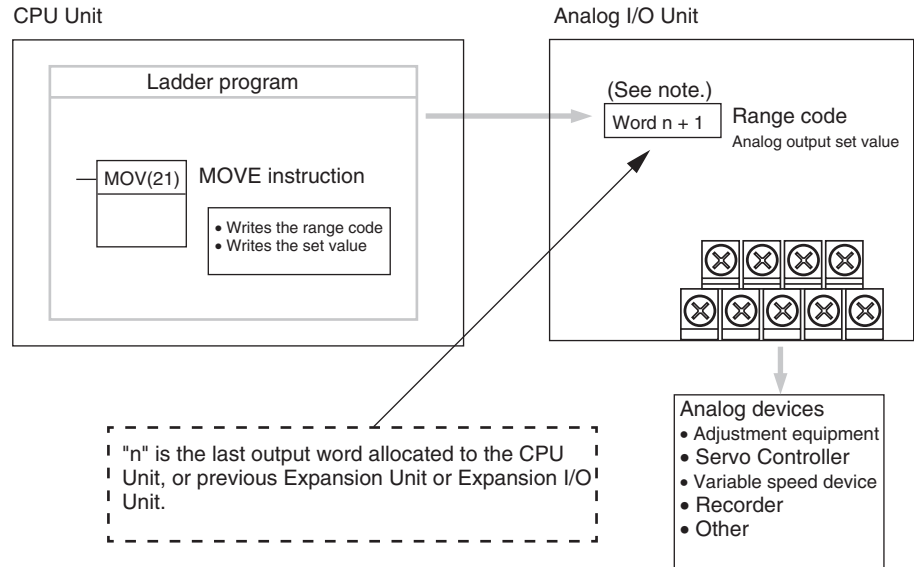 CPU Unit
Analog I/O Unit
Ladder program
(See note.)
Word n + 1
Range code
Analog output set value
MOV(21)
MOVE instruction
• Writes the range code
• Writes the set value
"n" is the last output word allocated to the CPU
Unit, or previous Expansion Unit or Expansion I/O
Unit.
Analog devices
• Adjustment equipment
• Servo Controller
• Variable speed device
• Recorder
• Other